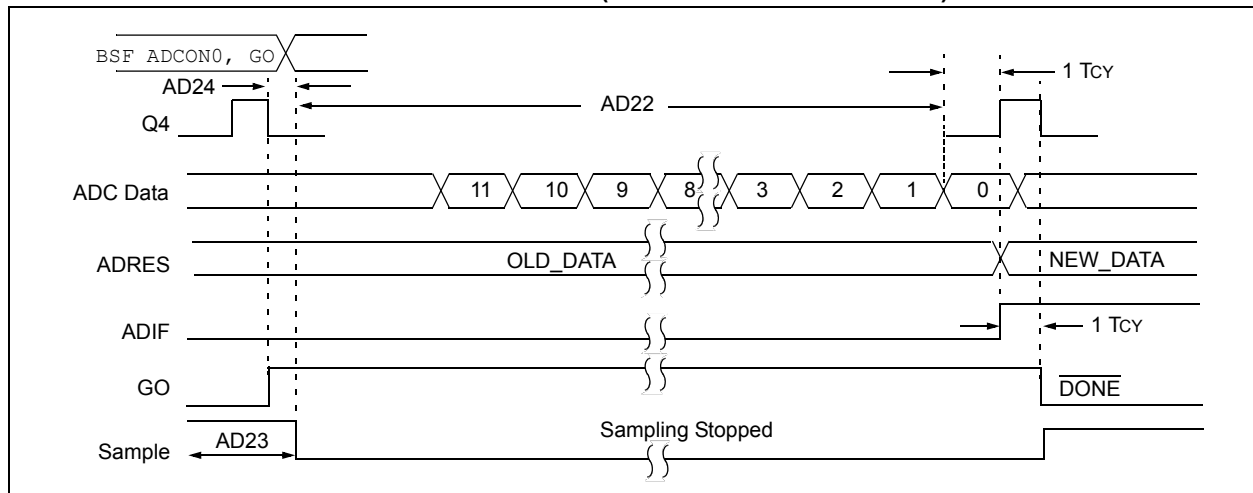 BSF ADCON0, GO
1 TCY
AD24
AD22
Q4
ADC Data
11 10 9 8 3 2 1 0
ADRES
OLD_DATA
NEW_DATA
ADIF
1 TCY
GO
DONE
Sample
AD23
Sampling Stopped